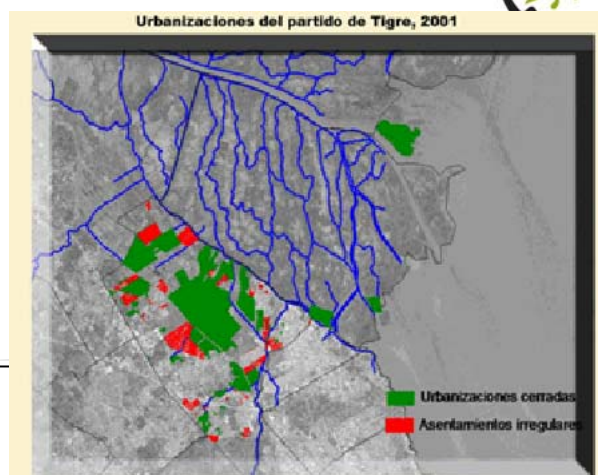 Urbanizaciones del partido de Tigre, 2001
Urbanizaciones cerradas
Asentamientos irregulares